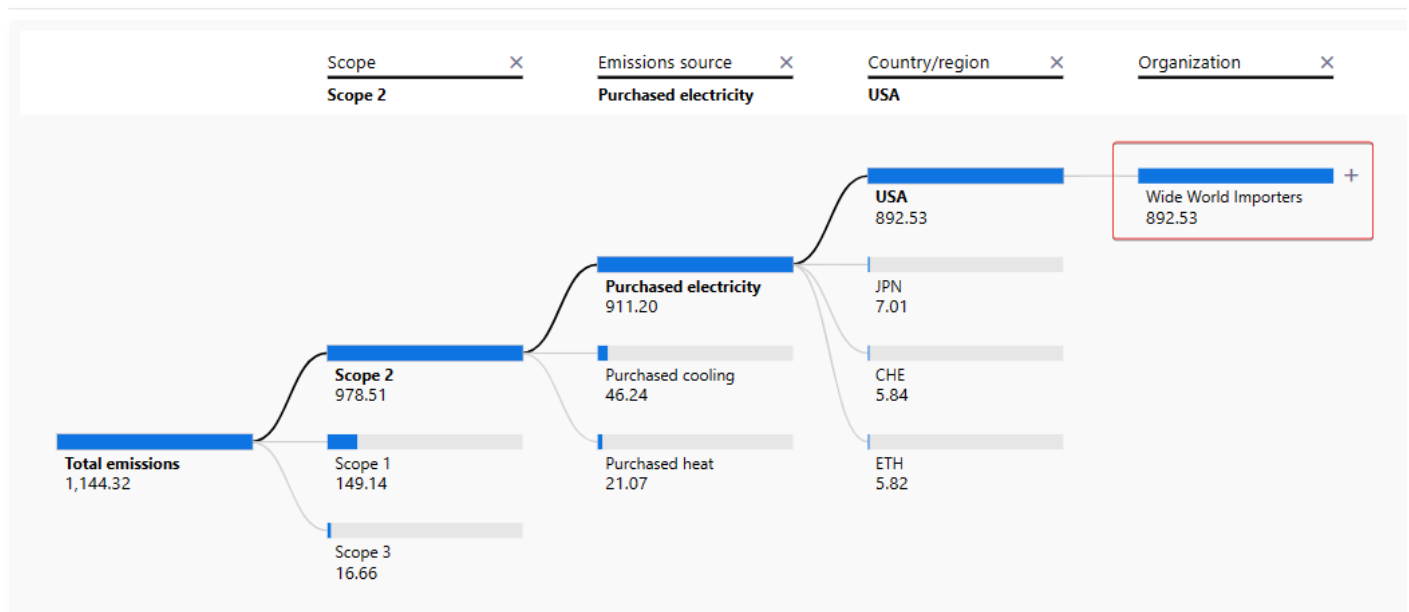 Scope ✕
Emissions source ✕
Country/region ✕
Organization ✕
Scope 2
Purchased electricity
USA
Total emissions
1,144.32
Scope 2
978.51
Scope 1
149.14
Scope 3
16.66
Purchased electricity
911.20
Purchased cooling
46.24
Purchased heat
21.07
USA
892.53
JPN
7.01
CHE
5.84
ETH
5.82
Wide World Importers
892.53
+